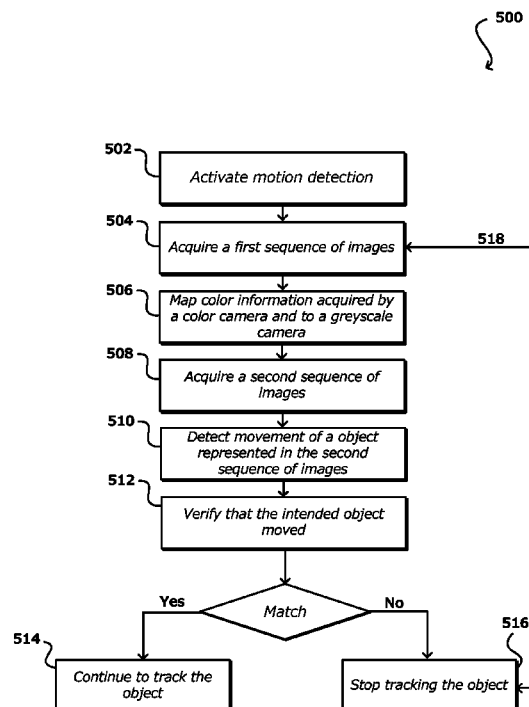 500
502
Activate motion detection
504
Acquire a first sequence of images
518
506
Map color information acquired by
a color camera and to a greyscale
camera
508
Acquire a second sequence of
images
510
Detect movement of a object
represented in the second
sequence of images
512
Verify that the intended object
moved
Yes
Match
No
514
Continue to track the
object
516
Stop tracking the object